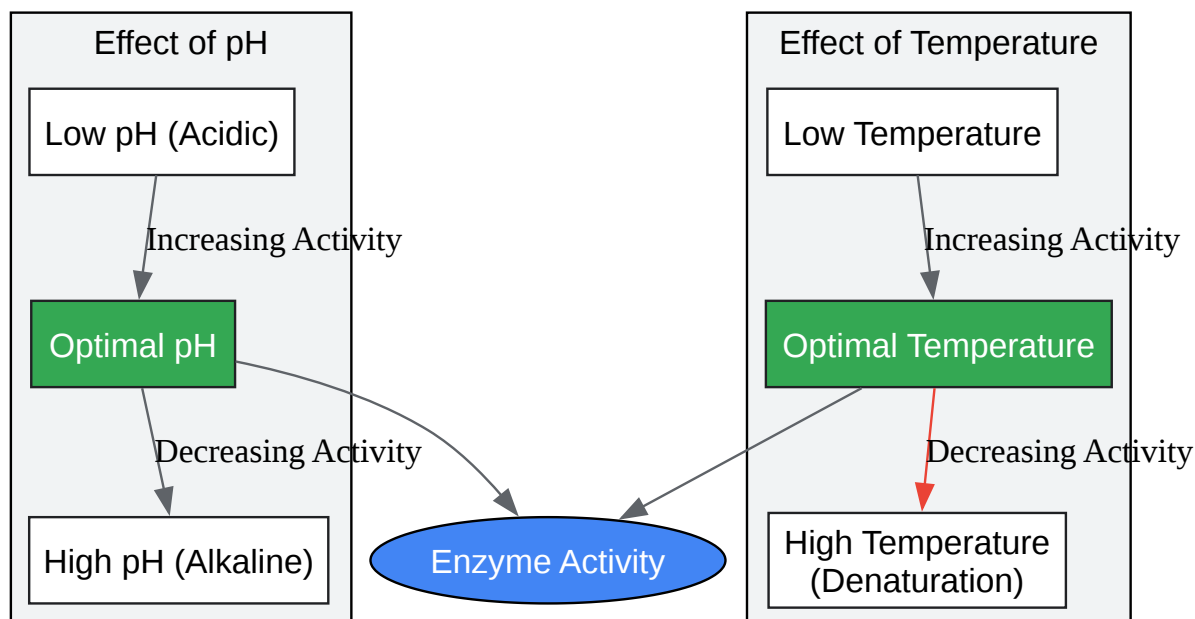 Effect of pH
Low pH (Acidic)
Increasing Activity
Optimal pH
Decreasing Activity
High pH (Alkaline)
Enzyme Activity
Effect of Temperature
Low Temperature
Increasing Activity
Optimal Temperature
Decreasing Activity
High Temperature
(Denaturation)